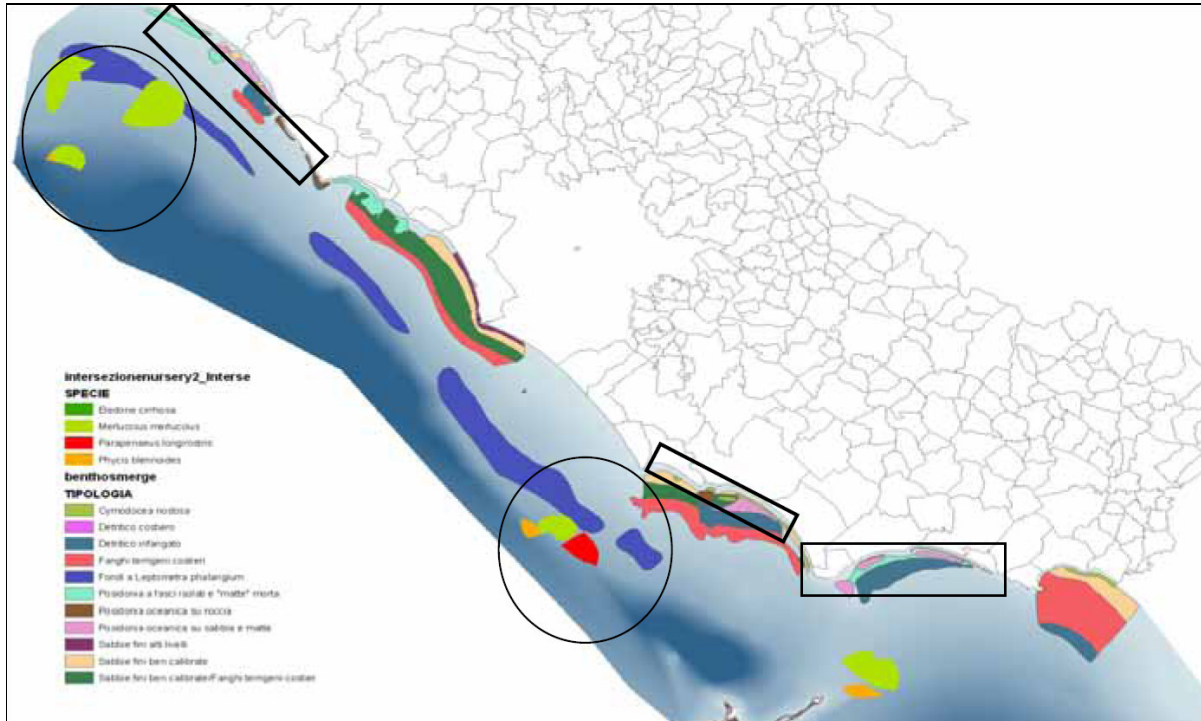 intersezionenursery2_Interse
SPECIE
Eledone cirrhosa
Merluccius merluccius
Parapenaeus longirostris
Phycis blennoides
benthosmerge
TIPOLOGIA
Cymodocea nodosa
Detritico costiero
Detritico infangato
Fanghi terrigeni costieri
Fondi a Leptometra phalangium
Posidonia a fasci isolati e "matte" morta
Posidonia oceanica su roccia
Posidonia oceanica su sabbia e matte
Sabbie fini alti livelli
Sabbie fini ben calibrate
Sabbie fini ben calibrate/Fanghi terrigeni costieri